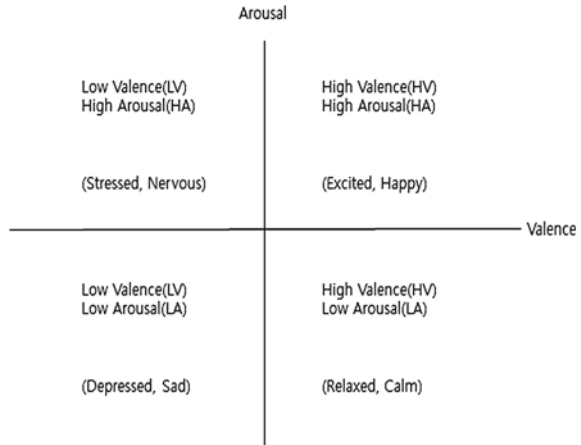 Arousal
Low Valence(LV)
High Arousal(HA)
(Stressed, Nervous)
High Valence(HV)
High Arousal(HA)
(Excited, Happy)
Valence
Low Valence(LV)
Low Arousal(LA)
(Depressed, Sad)
High Valence(HV)
Low Arousal(LA)
(Relaxed, Calm)